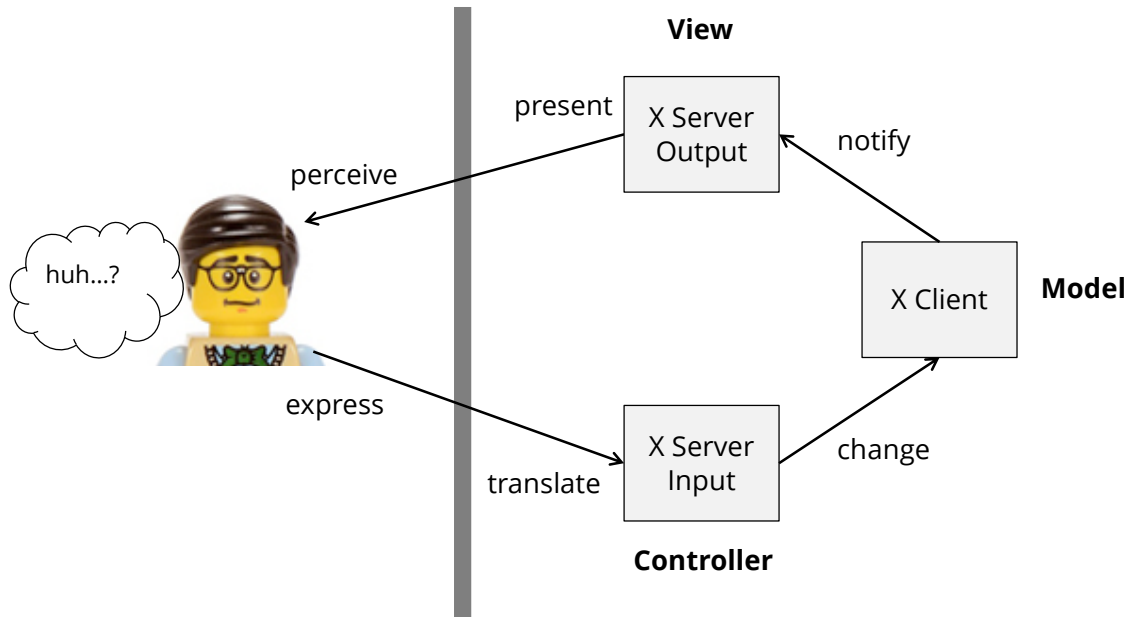 View
present
X Server
Output
notify
perceive
huh...?
X Client
Model
express
X Server
Input
change
translate
Controller